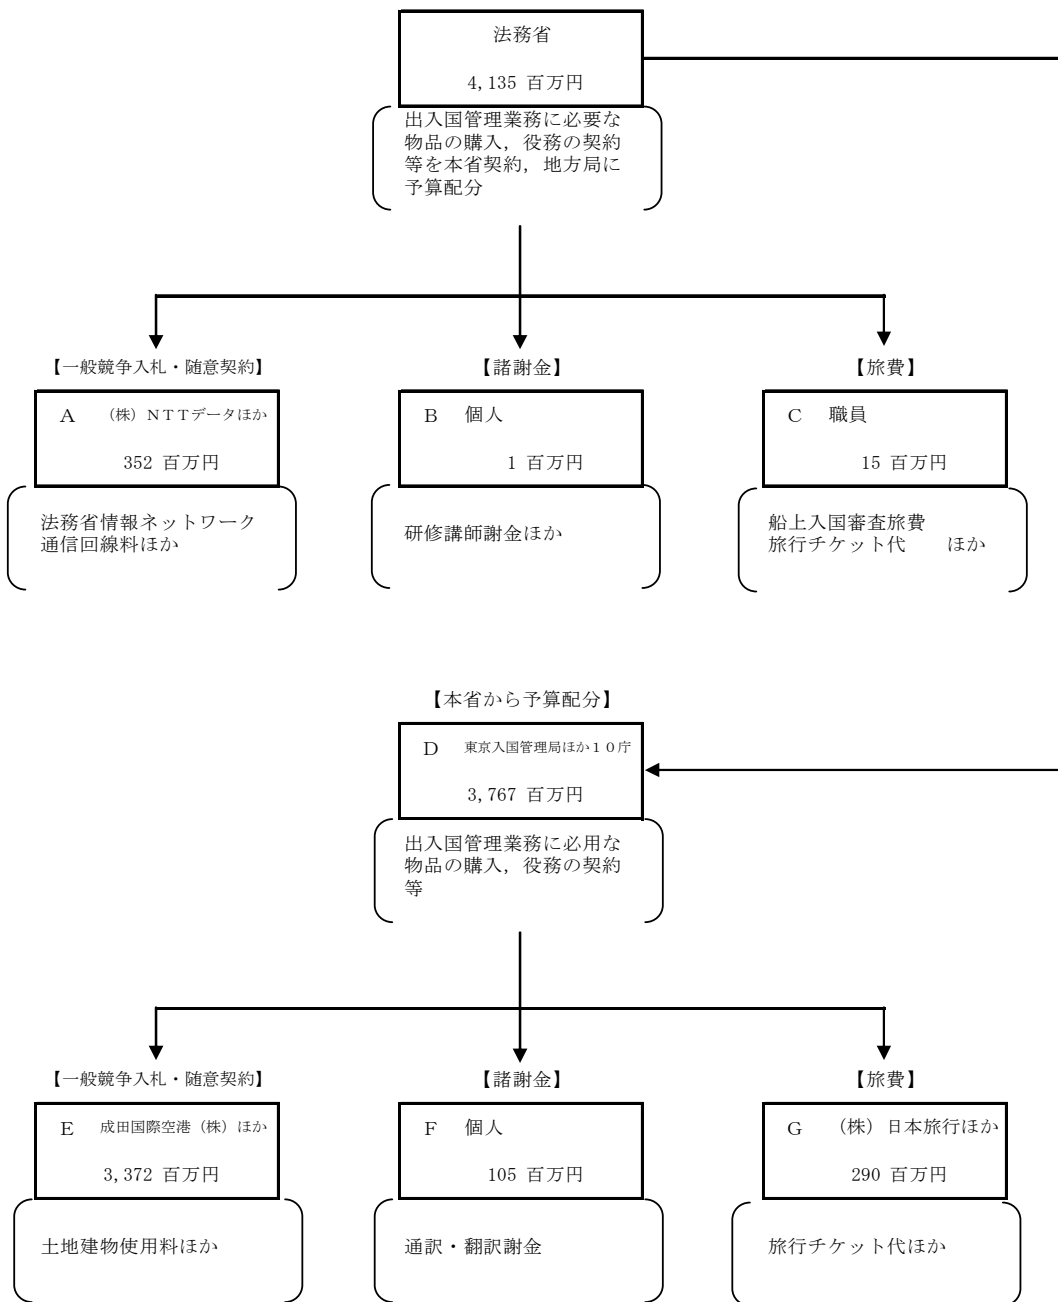 法務省
4,135 百万円
出入国管理業務に必要な
物品の購入，役務の契約
等を本省契約，地方局に
予算配分
【一般競争入札・随意契約】
【諸謝金】
【旅費】
A （株）ＮＴＴデータほか
352 百万円
B 個人
1 百万円
C 職員
15 百万円
法務省情報ネットワーク
通信回線料ほか
研修講師謝金ほか
船上入国審査旅費
旅行チケット代　　ほか
【本省から予算配分】
D 東京入国管理局ほか１０庁
3,767 百万円
出入国管理業務に必用な
物品の購入，役務の契約
等
【一般競争入札・随意契約】
【諸謝金】
【旅費】
E 成田国際空港（株）ほか
3,372 百万円
F 個人
105 百万円
G （株）日本旅行ほか
290 百万円
土地建物使用料ほか
通訳・翻訳謝金
旅行チケット代ほか